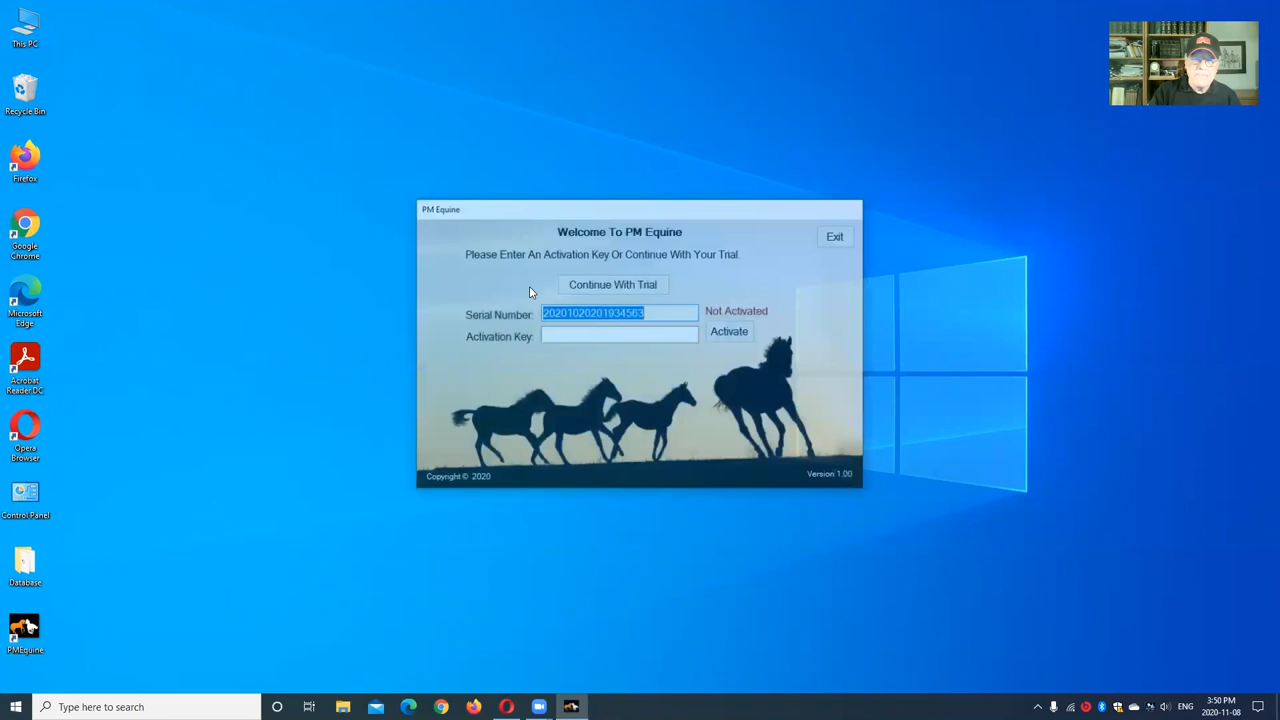 This PC
Recycle Bin
Firefox
Google
Chrome
Microsoft
Edge
Acrobat
Reader DC
Opera
Browser
Control Panel
Database
PMEquine
PM Equine
Welcome To PM Equine
Exit
Please Enter An Activation Key Or Continue With Your Trial.
Continue With Trial
Serial Number: 20201020201934563 Not Activated
Activation Key: Activate
Copyright © 2020
Version 1.00
Type here to search
ENG
3:50 PM
2020-11-08